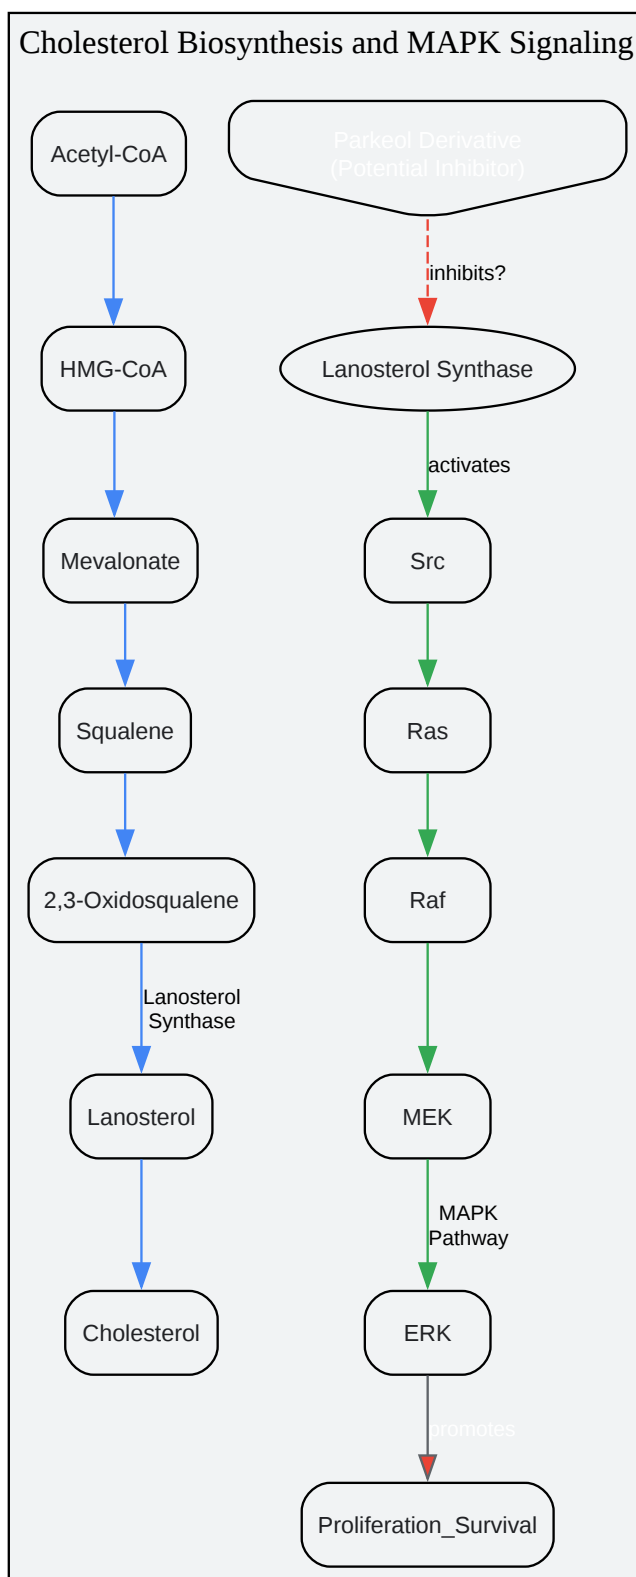 Cholesterol Biosynthesis and MAPK Signaling
Acetyl-CoA
Parkeol Derivative
(Potential Inhibitor)
inhibits?
HMG-CoA
Lanosterol Synthase
activates
Mevalonate
Src
Squalene
Ras
2,3-Oxidosqualene
Raf
Lanosterol
Synthase
Lanosterol
MEK
MAPK
Pathway
Cholesterol
ERK
promotes
Proliferation_Survival